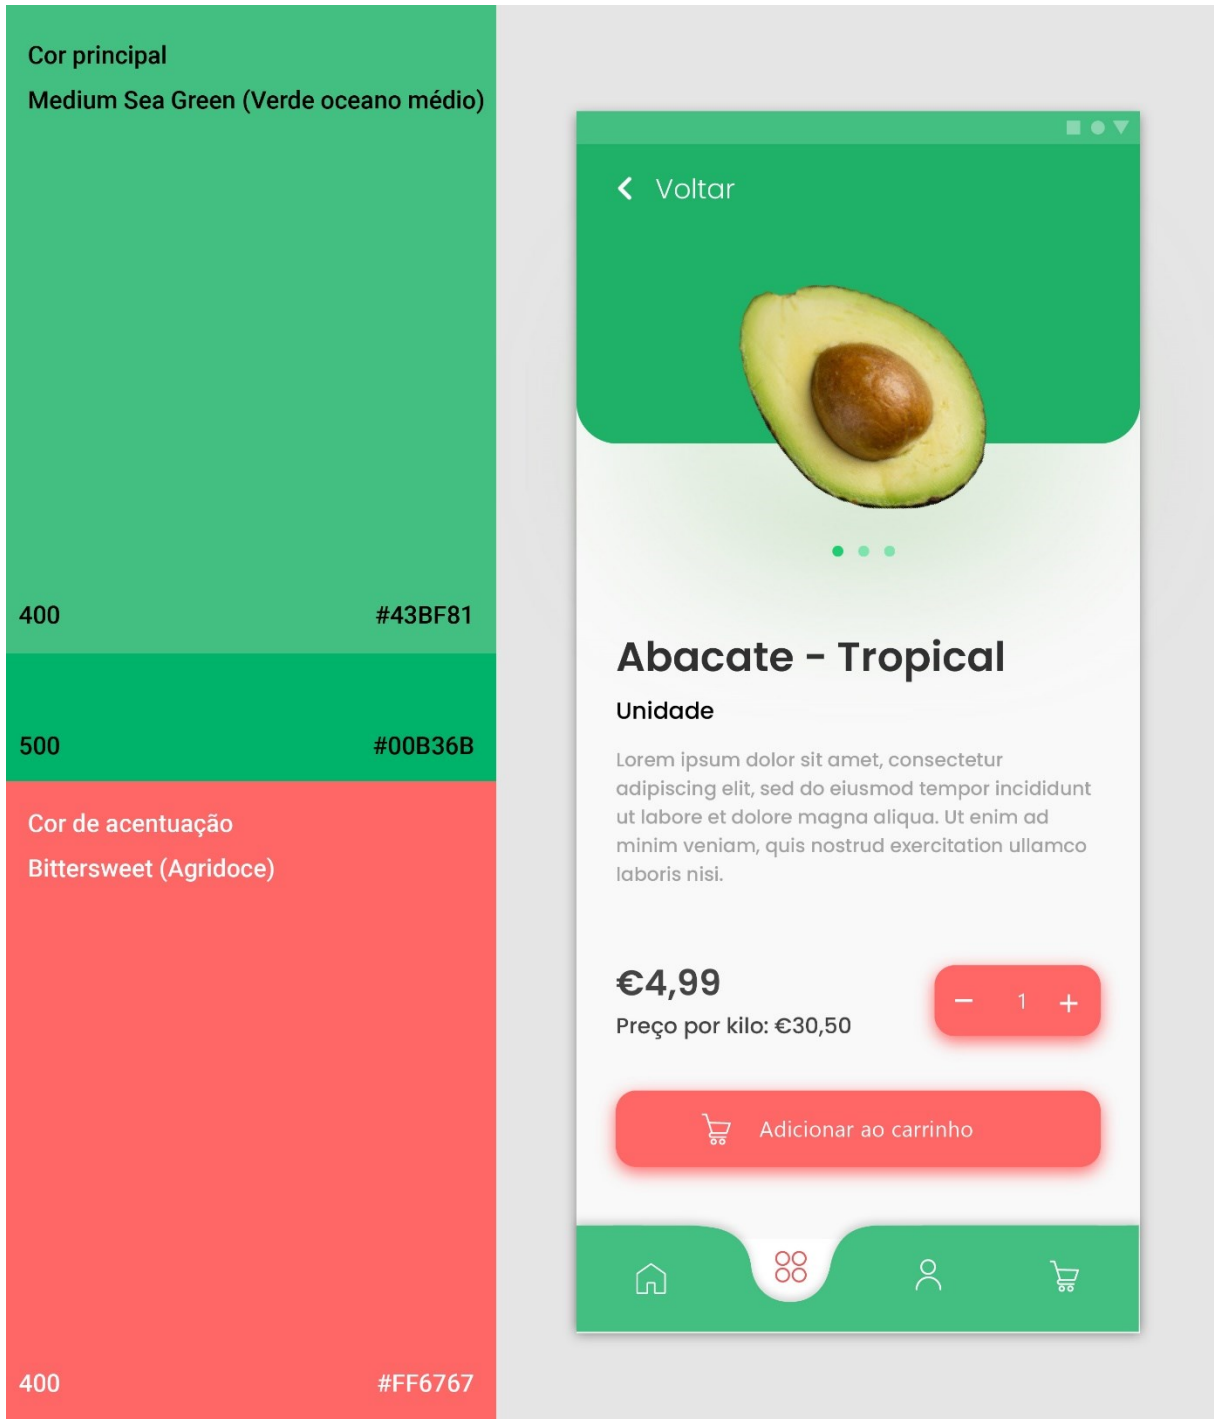 Cor principal
Medium Sea Green (Verde oceano médio)
400 #43BF81
500 #00B36B
Cor de acentuação
Bittersweet (Agridoce)
400 #FF6767
Voltar
Abacate - Tropical
Unidade
Lorem ipsum dolor sit amet, consectetur
adipiscing elit, sed do eiusmod tempor incididunt
ut labore et dolore magna aliqua. Ut enim ad
minim veniam, quis nostrud exercitation ullamco
laboris nisi.
€4,99
Preço por kilo: €30,50
− 1 +
Adicionar ao carrinho